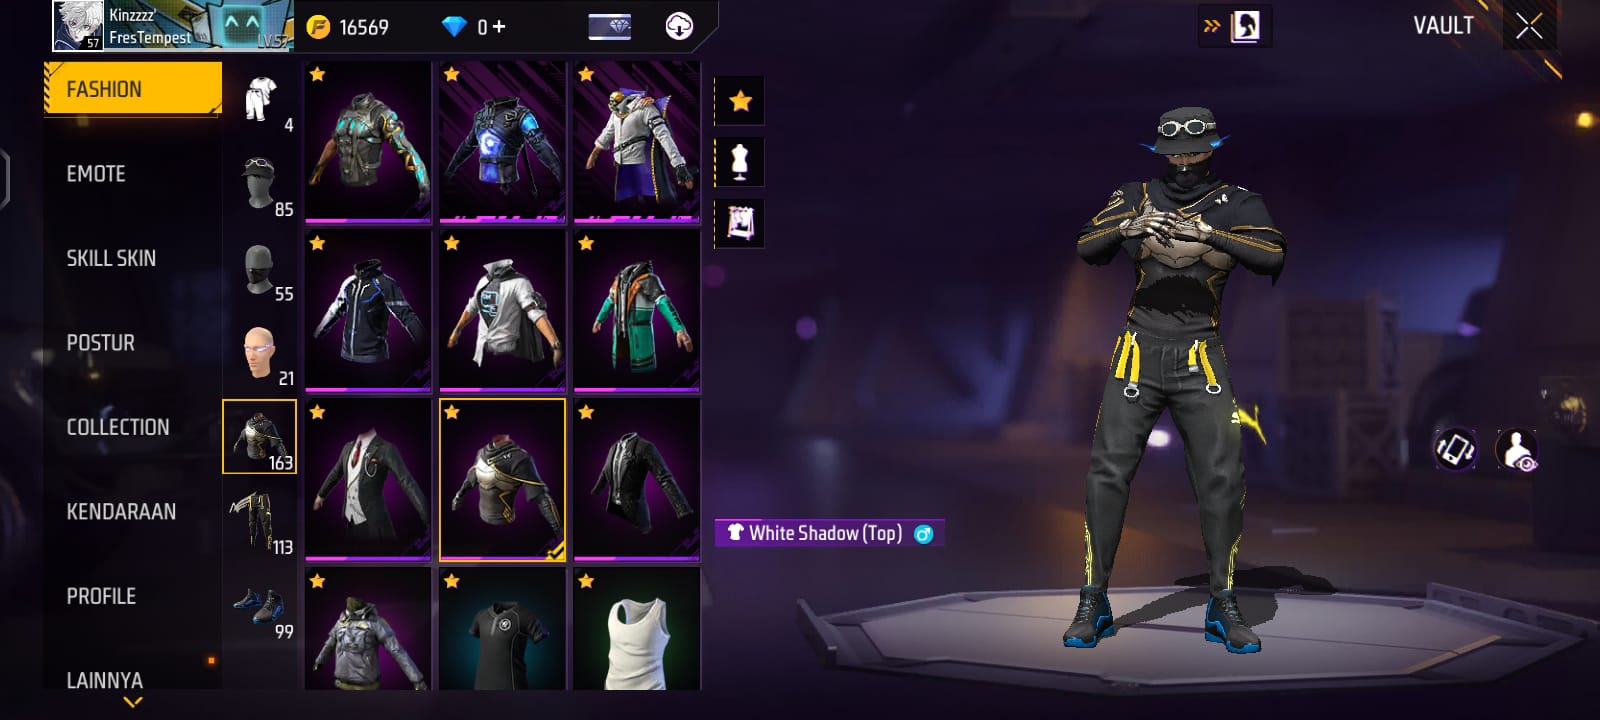 Kinzzzz'
FresTempest
57
LV.57
16569
0+
VAULT
FASHION
EMOTE
SKILL SKIN
POSTUR
COLLECTION
KENDARAAN
PROFILE
LAINNYA
4
85
55
21
163
113
99
White Shadow (Top)